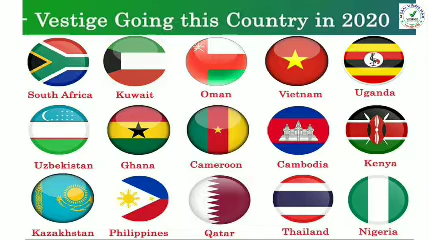 Vestige Going this Country in 2020
South Africa
Kuwait
Oman
Vietnam
Uganda
Uzbekistan
Ghana
Cameroon
Cambodia
Kenya
Kazakhstan
Philippines
Qatar
Thailand
Nigeria